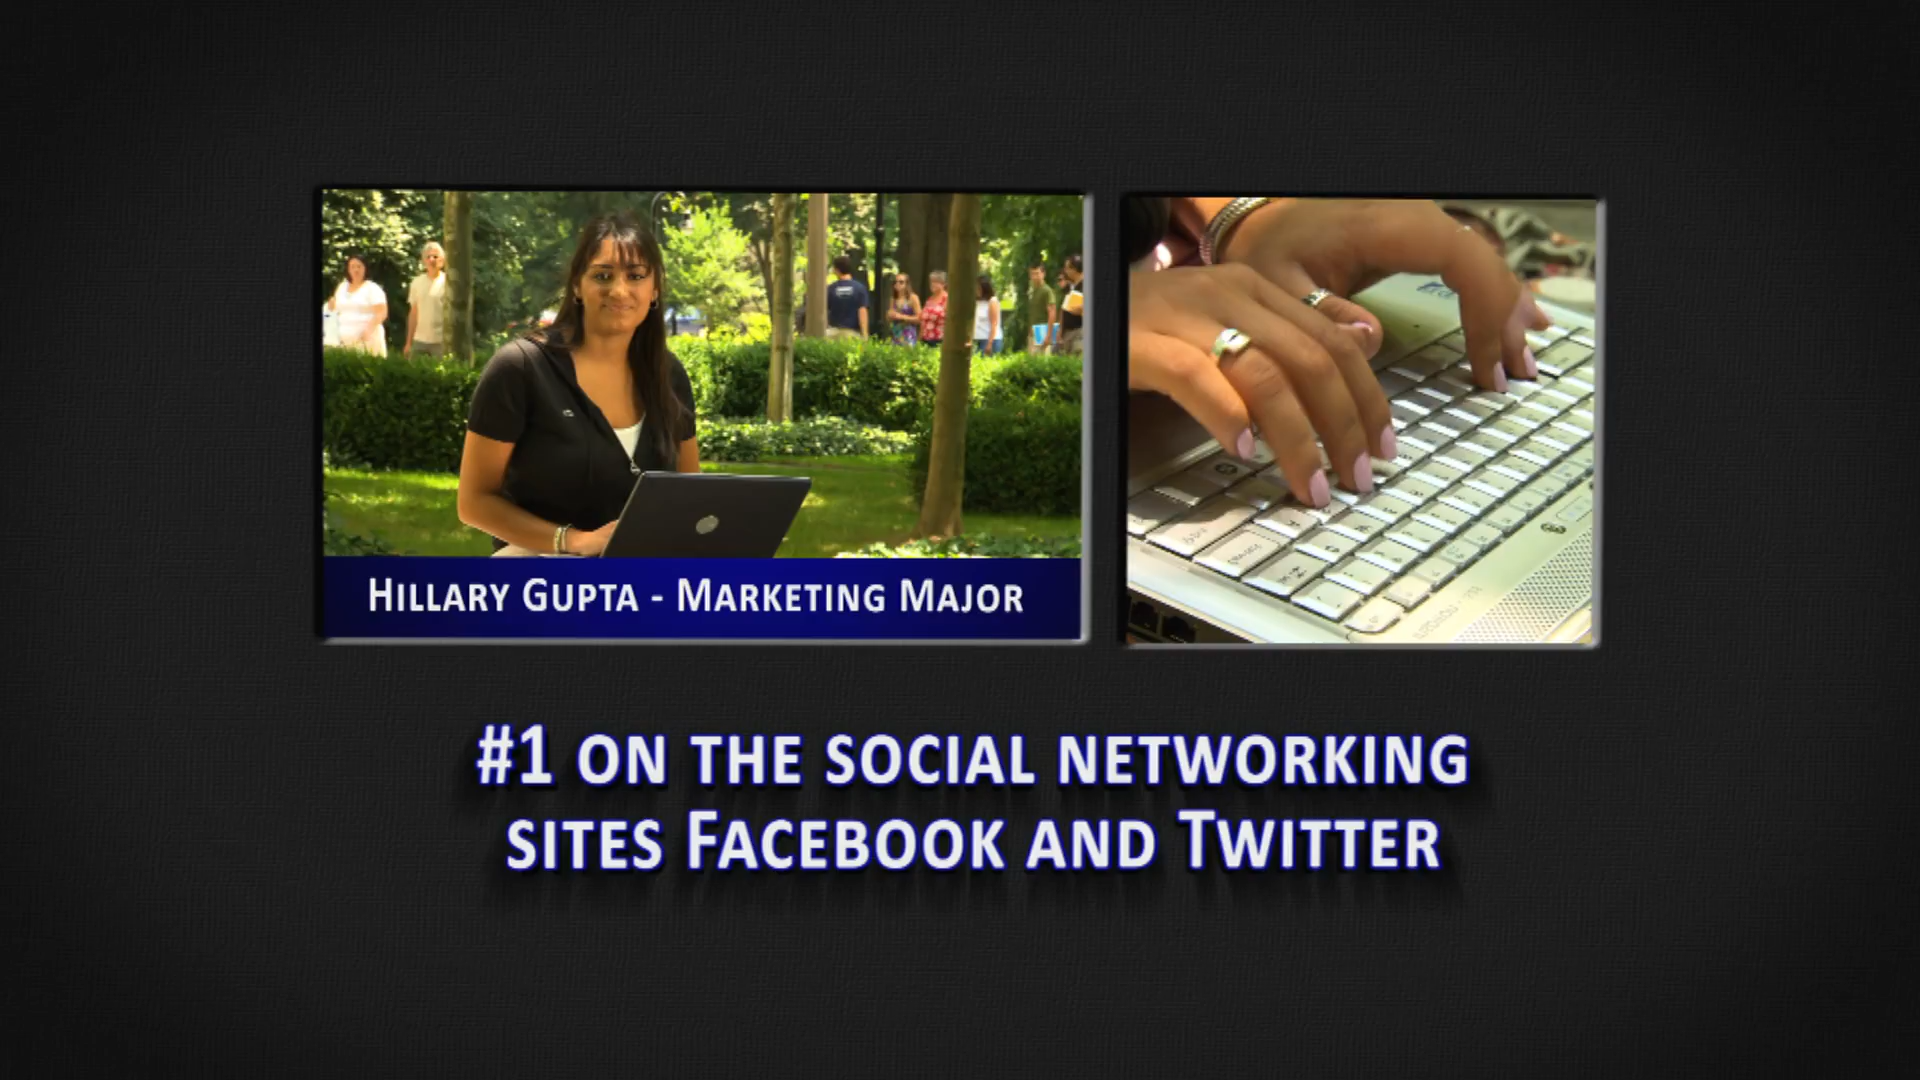 Hillary Gupta - Marketing Major
#1 on the social networking
sites Facebook and Twitter